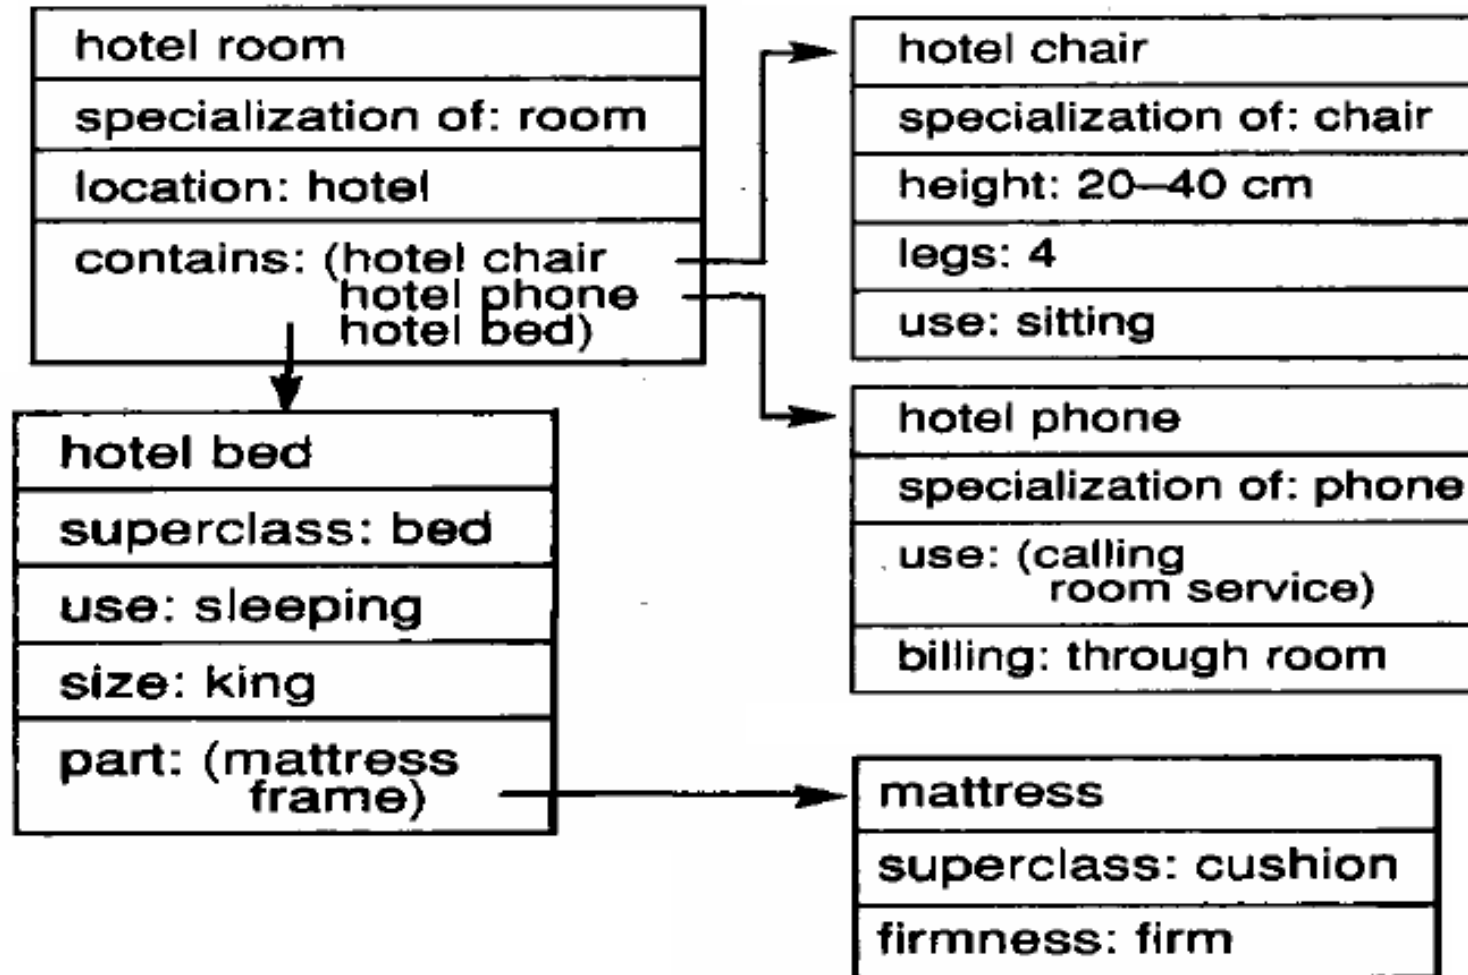 hotel room
specialization of: room
location: hotel
contains: (hotel chair
hotel phone
hotel bed)
hotel chair
specialization of: chair
height: 20–40 cm
legs: 4
use: sitting
hotel phone
specialization of: phone
use: (calling
room service)
billing: through room
hotel bed
superclass: bed
use: sleeping
size: king
part: (mattress
frame)
mattress
superclass: cushion
firmness: firm